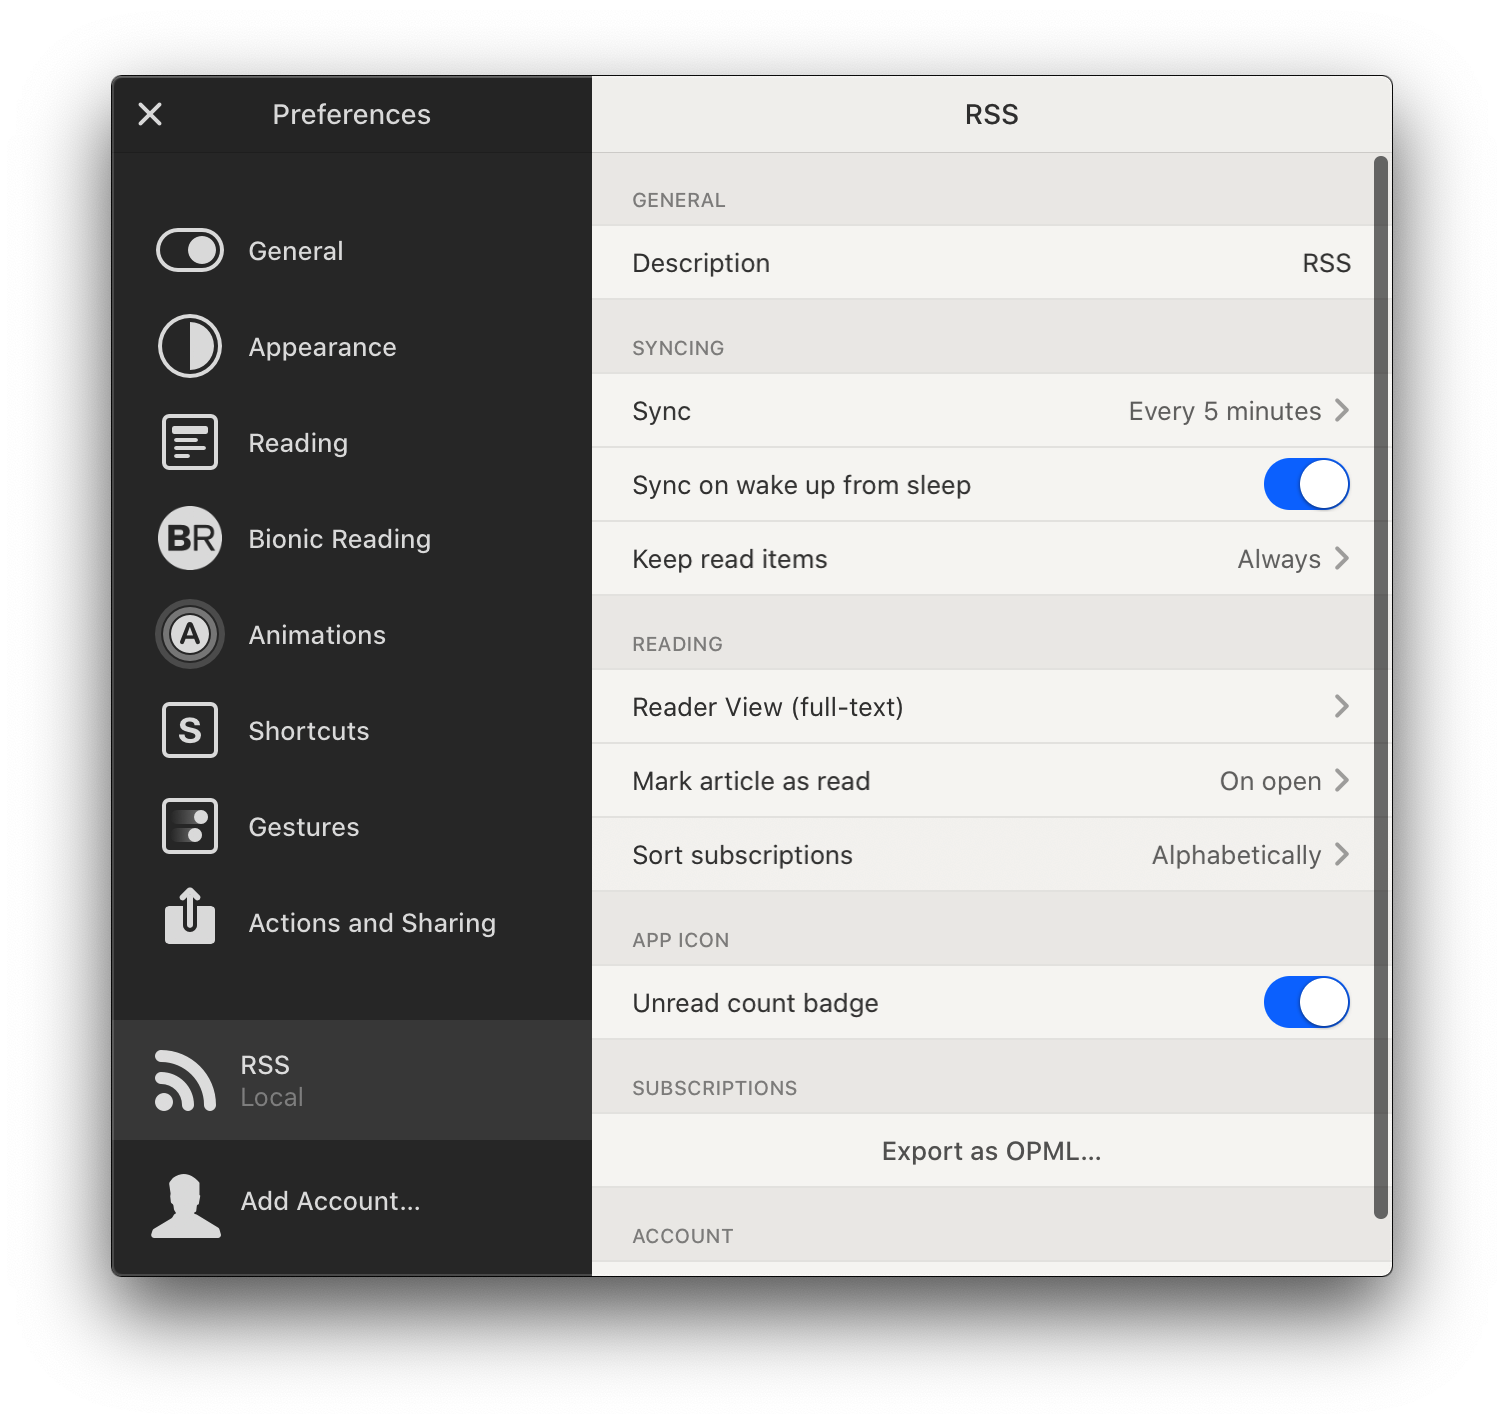 Preferences
General
Appearance
Reading
BR Bionic Reading
A Animations
S Shortcuts
Gestures
Actions and Sharing
RSS
Local
Add Account...
RSS
GENERAL
Description RSS
SYNCING
Sync Every 5 minutes
Sync on wake up from sleep
Keep read items Always
READING
Reader View (full-text)
Mark article as read On open
Sort subscriptions Alphabetically
APP ICON
Unread count badge
SUBSCRIPTIONS
Export as OPML...
ACCOUNT